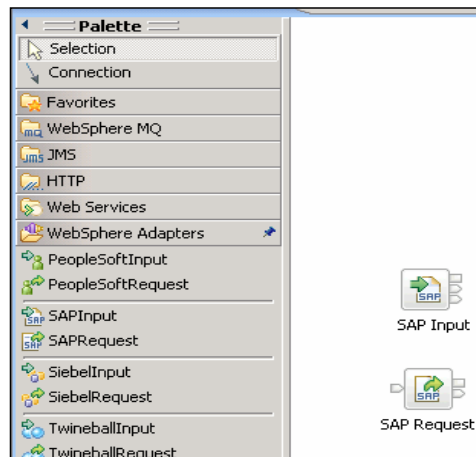 Palette
Selection
Connection
Favorites
WebSphere MQ
JMS
HTTP
Web Services
WebSphere Adapters
PeopleSoftInput
PeopleSoftRequest
SAPInput
SAPRequest
SiebelInput
SiebelRequest
TwineballInput
TwineballRequest
SAP Input
SAP Request